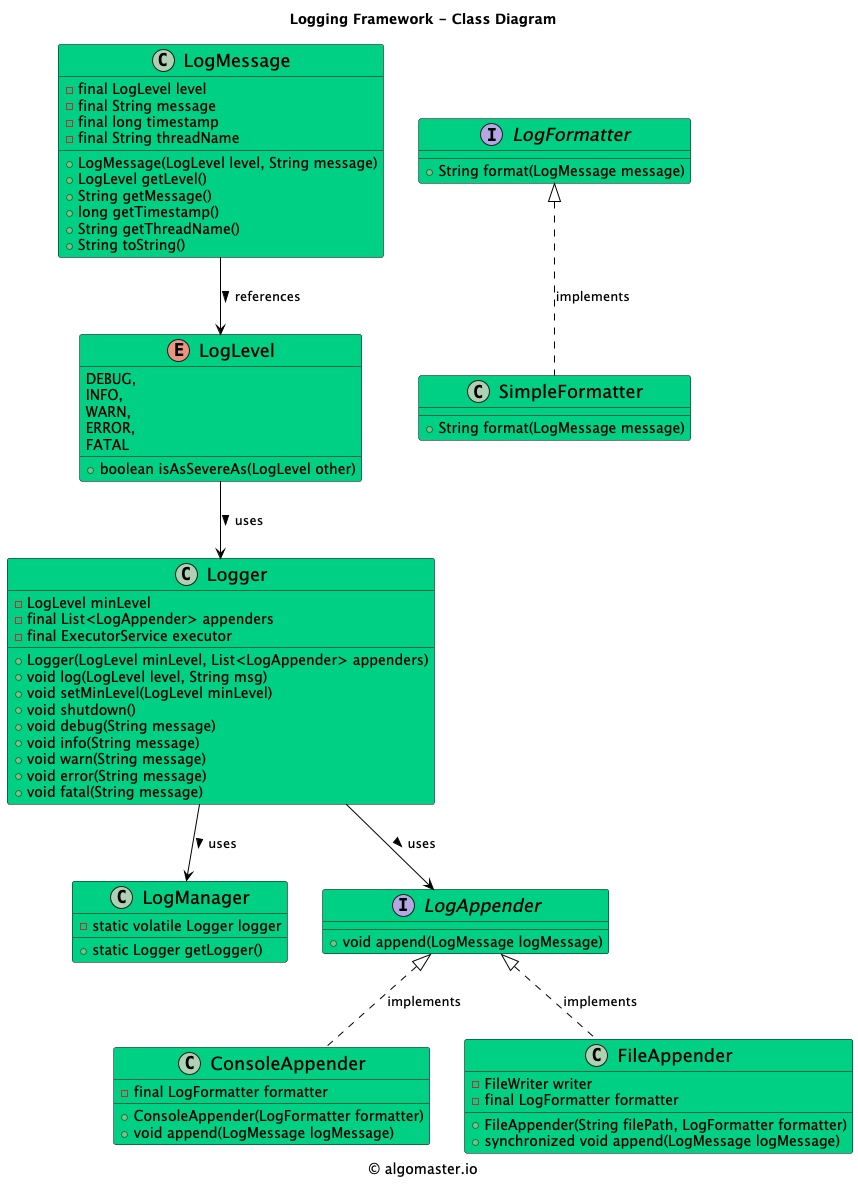 Logging Framework - Class Diagram
C LogMessage
final LogLevel level
final String message
final long timestamp
final String threadName
LogMessage(LogLevel level, String message)
LogLevel getLevel()
String getMessage()
long getTimestamp()
String getThreadName()
String toString()
I LogFormatter
String format(LogMessage message)
references
implements
E LogLevel
DEBUG,
INFO,
WARN,
ERROR,
FATAL
boolean isAsSevereAs(LogLevel other)
C SimpleFormatter
String format(LogMessage message)
uses
C Logger
LogLevel minLevel
final List<LogAppender> appenders
final ExecutorService executor
Logger(LogLevel minLevel, List<LogAppender> appenders)
void log(LogLevel level, String msg)
void setMinLevel(LogLevel minLevel)
void shutdown()
void debug(String message)
void info(String message)
void warn(String message)
void error(String message)
void fatal(String message)
uses
uses
C LogManager
static volatile Logger logger
static Logger getLogger()
I LogAppender
void append(LogMessage logMessage)
implements
implements
C ConsoleAppender
final LogFormatter formatter
ConsoleAppender(LogFormatter formatter)
void append(LogMessage logMessage)
C FileAppender
FileWriter writer
final LogFormatter formatter
FileAppender(String filePath, LogFormatter formatter)
synchronized void append(LogMessage logMessage)
© algomaster.io